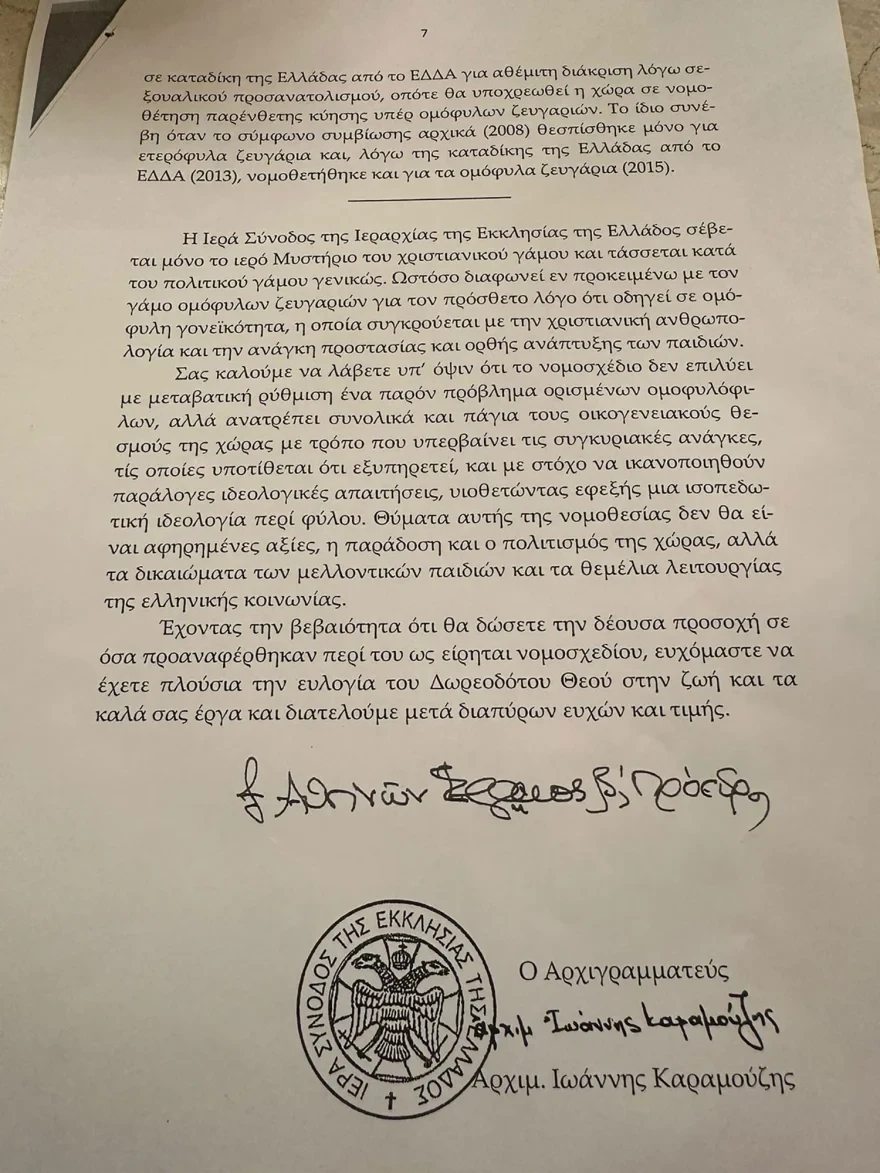 7
σε καταδίκη της Ελλάδας από το ΕΔΔΑ για αθέμιτη διάκριση λόγω σε-
ξουαλικού προσανατολισμού, οπότε θα υποχρεωθεί η χώρα σε νομο-
θέτηση παρένθετης κύησης υπέρ ομόφυλων ζευγαριών. Το ίδιο συνέ-
βη όταν το σύμφωνο συμβίωσης αρχικά (2008) θεσπίσθηκε μόνο για
ετερόφυλα ζευγάρια και, λόγω της καταδίκης της Ελλάδας από το
ΕΔΔΑ (2013), νομοθετήθηκε και για τα ομόφυλα ζευγάρια (2015).
Η Ιερά Σύνοδος της Ιεραρχίας της Εκκλησίας της Ελλάδος σέβε-
ται μόνο το ιερό Μυστήριο του χριστιανικού γάμου και τάσσεται κατά
του πολιτικού γάμου γενικώς. Ωστόσο διαφωνεί εν προκειμένω με τον
γάμο ομόφυλων ζευγαριών για τον πρόσθετο λόγο ότι οδηγεί σε ομό-
φυλη γονεϊκότητα, η οποία συγκρούεται με την χριστιανική ανθρωπο-
λογία και την ανάγκη προστασίας και ορθής ανάπτυξης των παιδιών.
Σας καλούμε να λάβετε υπ’ όψιν ότι το νομοσχέδιο δεν επιλύει
με μεταβατική ρύθμιση ένα παρόν πρόβλημα ορισμένων ομοφυλόφι-
λων, αλλά ανατρέπει συνολικά και πάγια τους οικογενειακούς θε-
σμούς της χώρας με τρόπο που υπερβαίνει τις συγκυριακές ανάγκες,
τίς οποίες υποτίθεται ότι εξυπηρετεί, και με στόχο να ικανοποιηθούν
παράλογες ιδεολογικές απαιτήσεις, υιοθετώντας εφεξής μια ισοπεδω-
τική ιδεολογία περί φύλου. Θύματα αυτής της νομοθεσίας δεν θα εί-
ναι αφηρημένες αξίες, η παράδοση και ο πολιτισμός της χώρας, αλλά
τα δικαιώματα των μελλοντικών παιδιών και τα θεμέλια λειτουργίας
της ελληνικής κοινωνίας.
Έχοντας την βεβαιότητα ότι θα δώσετε την δέουσα προσοχή σε
όσα προαναφέρθηκαν περί του ως είρηται νομοσχεδίου, ευχόμαστε να
έχετε πλούσια την ευλογία του Δωρεοδότου Θεού στην ζωή και τα
καλά σας έργα και διατελούμε μετά διαπύρων ευχών και τιμής.
Ἀθηνῶν Πρόεδρος
ΙΕΡΑ ΣΥΝΟΔΟΣ ΤΗΣ ΕΚΚΛΗΣΙΑΣ ΤΗΣ ΕΛΛΑΔΟΣ
Ο Αρχιγραμματεύς
Αρχιμ Ἰωάννης Καραμούζης
Αρχιμ. Ιωάννης Καραμούζης